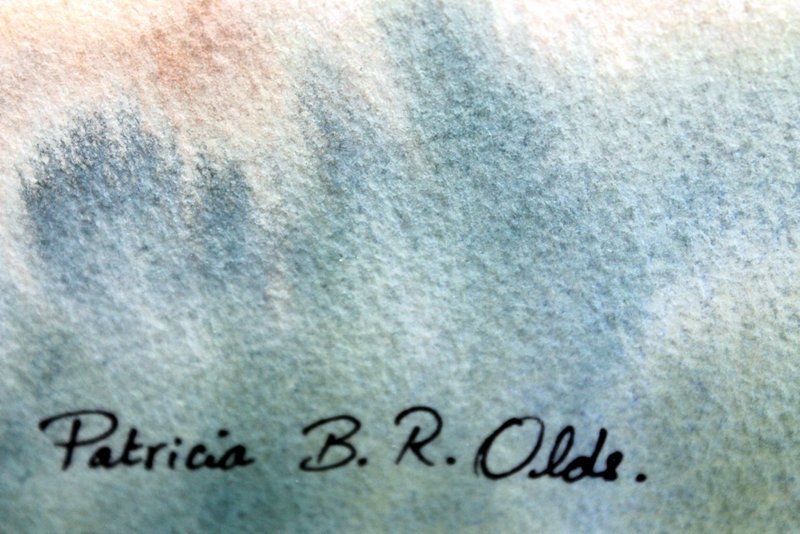 Patricia B. R. Olds.